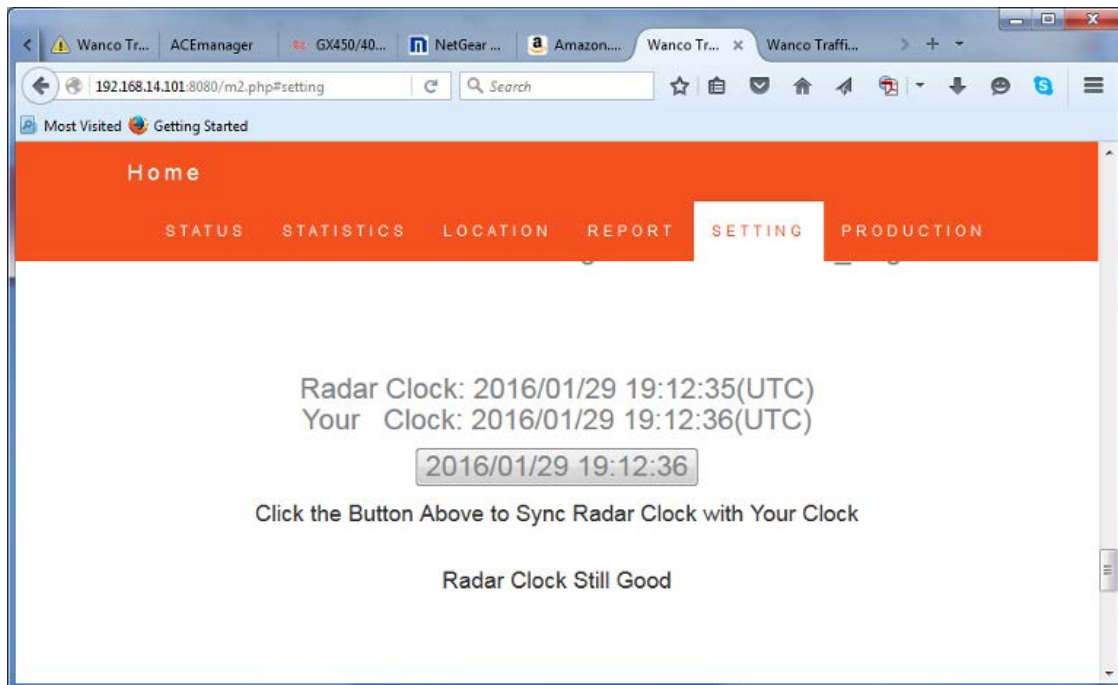 Wanco Tr... ACEmanager GX450/40... NetGear ... Amazon.... Wanco Tr... Wanco Traffi...
192.168.14.101:8080/m2.php#setting Search
Most Visited Getting Started
Home
STATUS STATISTICS LOCATION REPORT SETTING PRODUCTION
Radar Clock: 2016/01/29 19:12:35(UTC)
Your Clock: 2016/01/29 19:12:36(UTC)
2016/01/29 19:12:36
Click the Button Above to Sync Radar Clock with Your Clock
Radar Clock Still Good